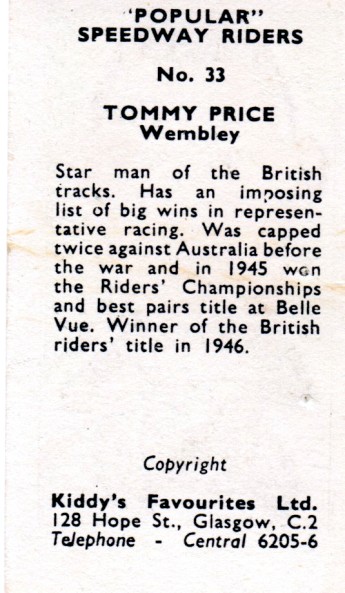 'POPULAR"
SPEEDWAY RIDERS
No. 33
TOMMY PRICE
Wembley
Star man of the British
tracks. Has an imposing
list of big wins in represen-
tative racing. Was capped
twice against Australia before
the war and in 1945 won
the Riders' Championships
and best pairs title at Belle
Vue. Winner of the British
riders' title in 1946.
Copyright
Kiddy's Favourites Ltd.
128 Hope St., Glasgow, C.2
Telephone - Central 6205-6